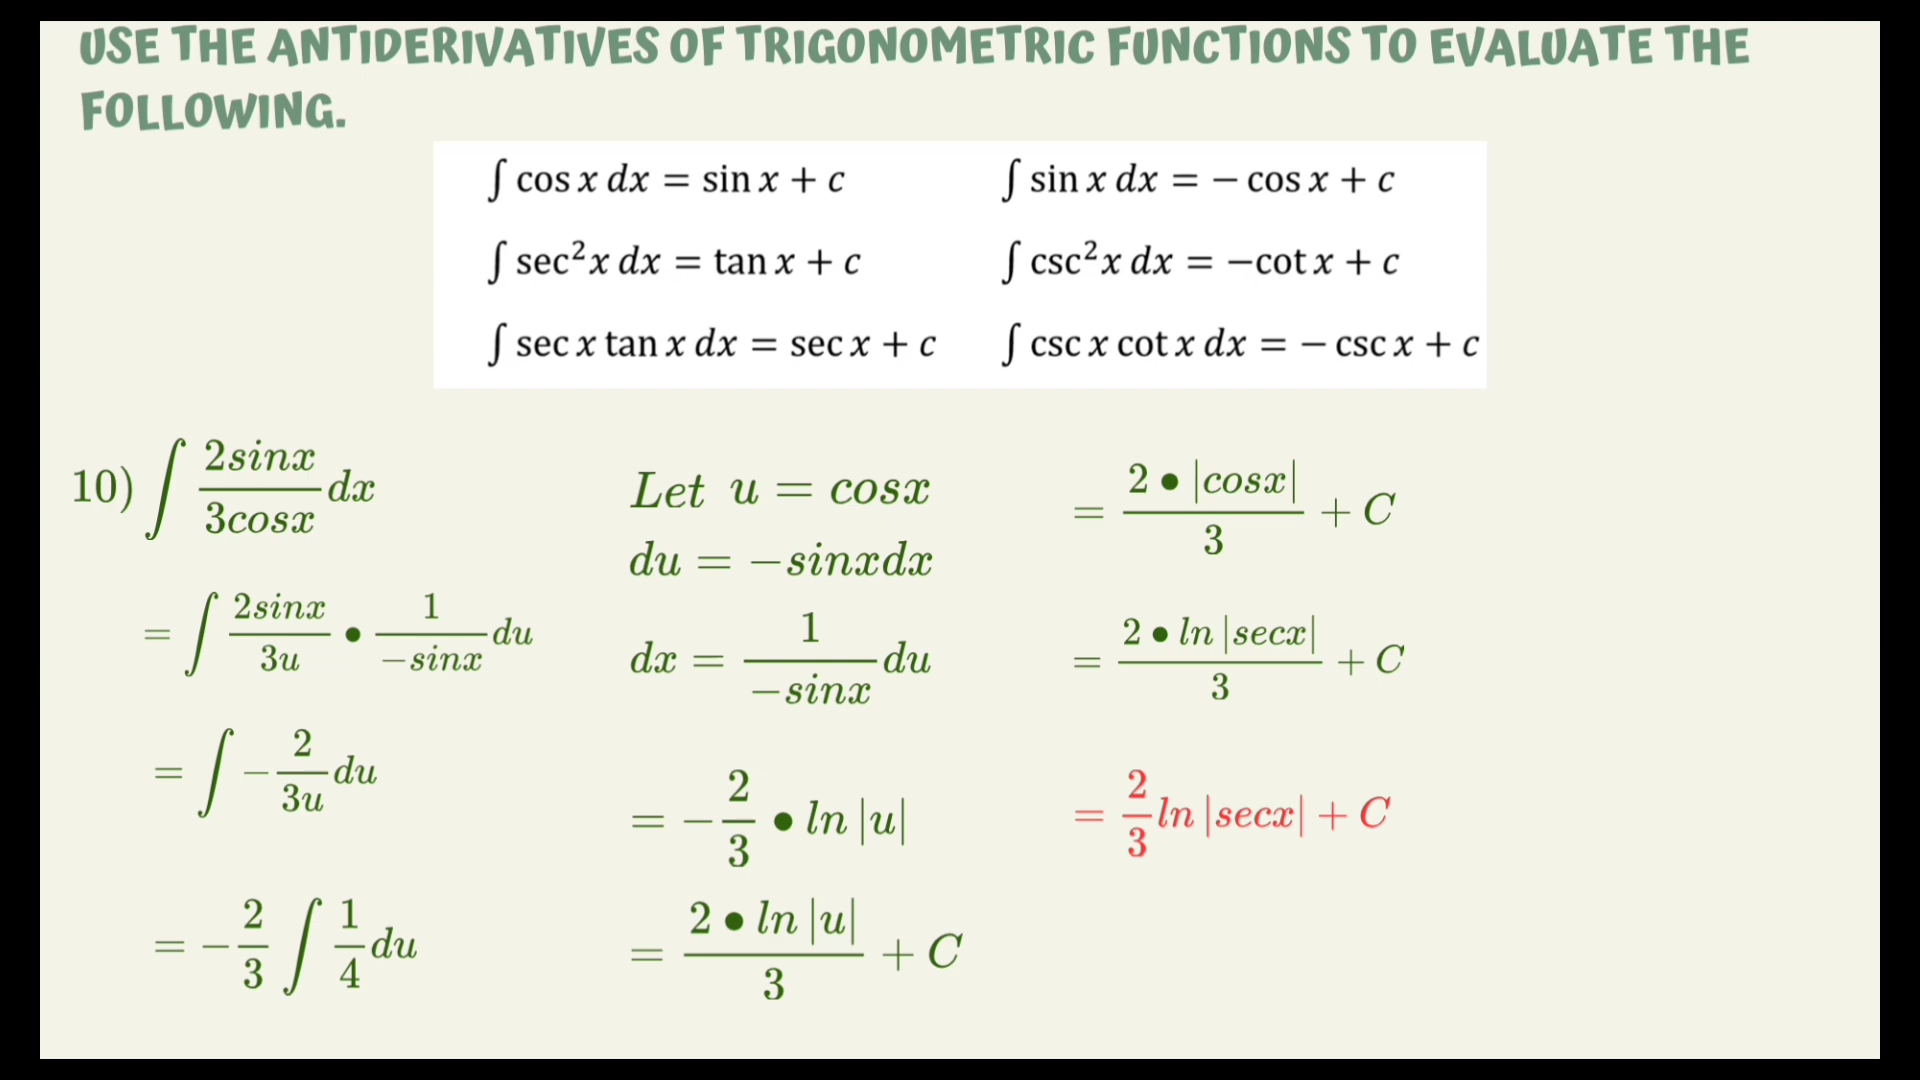 USE THE ANTIDERIVATIVES OF TRIGONOMETRIC FUNCTIONS TO EVALUATE THE
FOLLOWING.
∫ cos x dx = sin x + c
∫ sin x dx = − cos x + c
∫ sec²x dx = tan x + c
∫ csc²x dx = −cot x + c
∫ sec x tan x dx = sec x + c
∫ csc x cot x dx = − csc x + c
10) ∫ 2sinx/3cosx dx
= ∫ 2sinx/3u • 1/−sinx du
= ∫ −2/3u du
= −2/3 ∫ 1/4 du
Let u = cosx
du = −sinxdx
dx = 1/−sinx du
= −2/3 • ln |u|
= 2 • ln |u|/3 + C
= 2 • |cosx|/3 + C
= 2 • ln |secx|/3 + C
= 2/3 ln |secx| + C